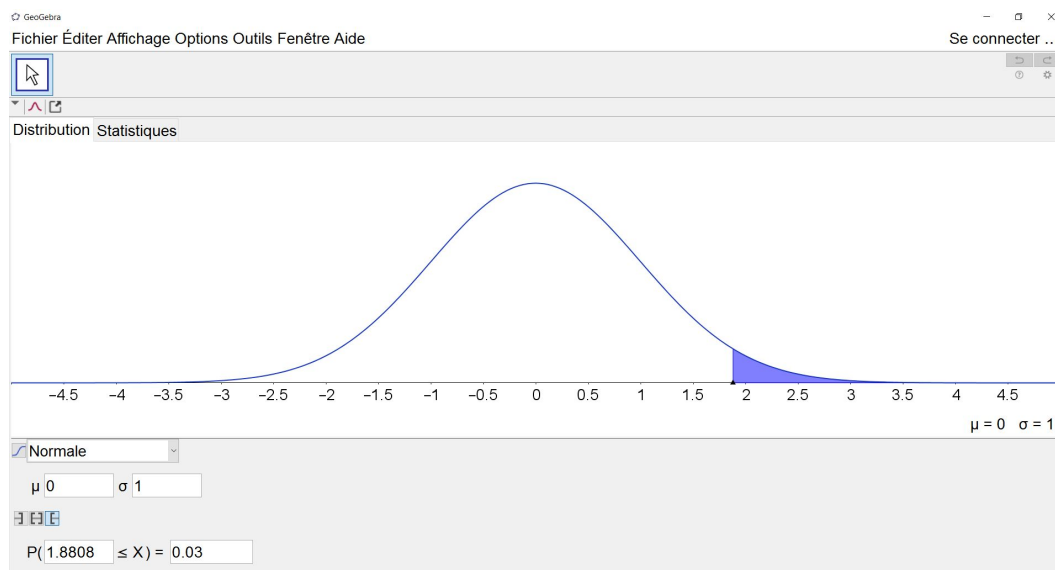 GeoGebra
Fichier Éditer Affichage Options Outils Fenêtre Aide Se connecter ..
Distribution Statistiques
−4.5 −4 −3.5 −3 −2.5 −2 −1.5 −1 −0.5 0 0.5 1 1.5 2 2.5 3 3.5 4 4.5
μ = 0 σ = 1
Normale
μ 0 σ 1
P( 1.8808 ≤ X ) = 0.03